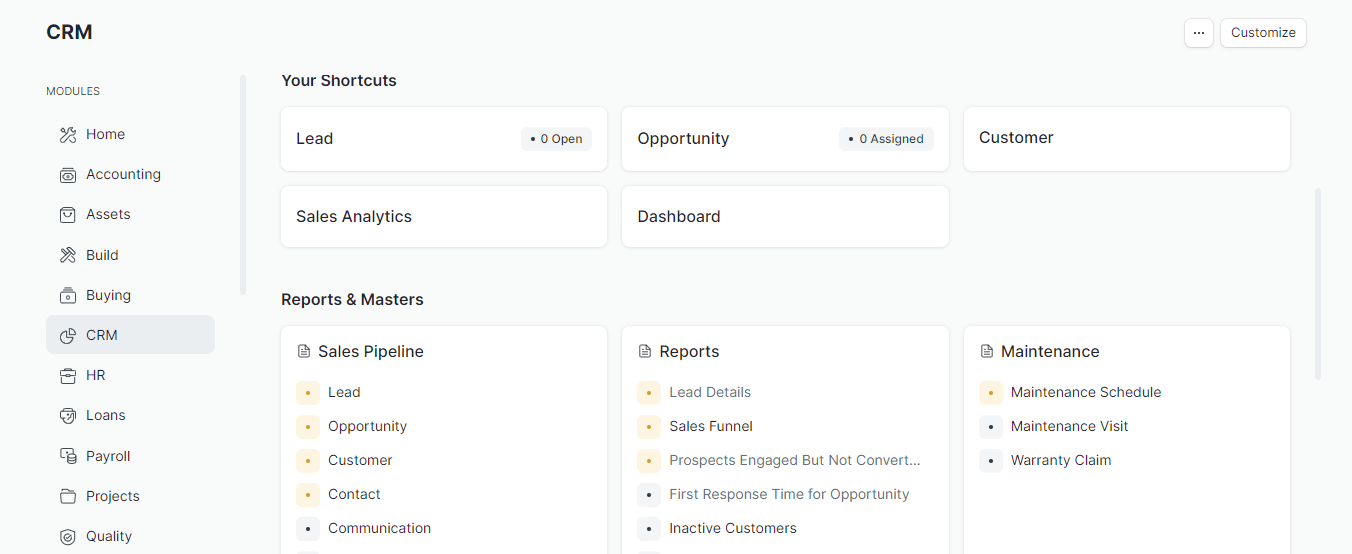 CRM
...
Customize
MODULES
Home
Accounting
Assets
Build
Buying
CRM
HR
Loans
Payroll
Projects
Quality
Your Shortcuts
Lead
• 0 Open
Opportunity
• 0 Assigned
Customer
Sales Analytics
Dashboard
Reports & Masters
Sales Pipeline
Lead
Opportunity
Customer
Contact
Communication
Reports
Lead Details
Sales Funnel
Prospects Engaged But Not Convert...
First Response Time for Opportunity
Inactive Customers
Maintenance
Maintenance Schedule
Maintenance Visit
Warranty Claim